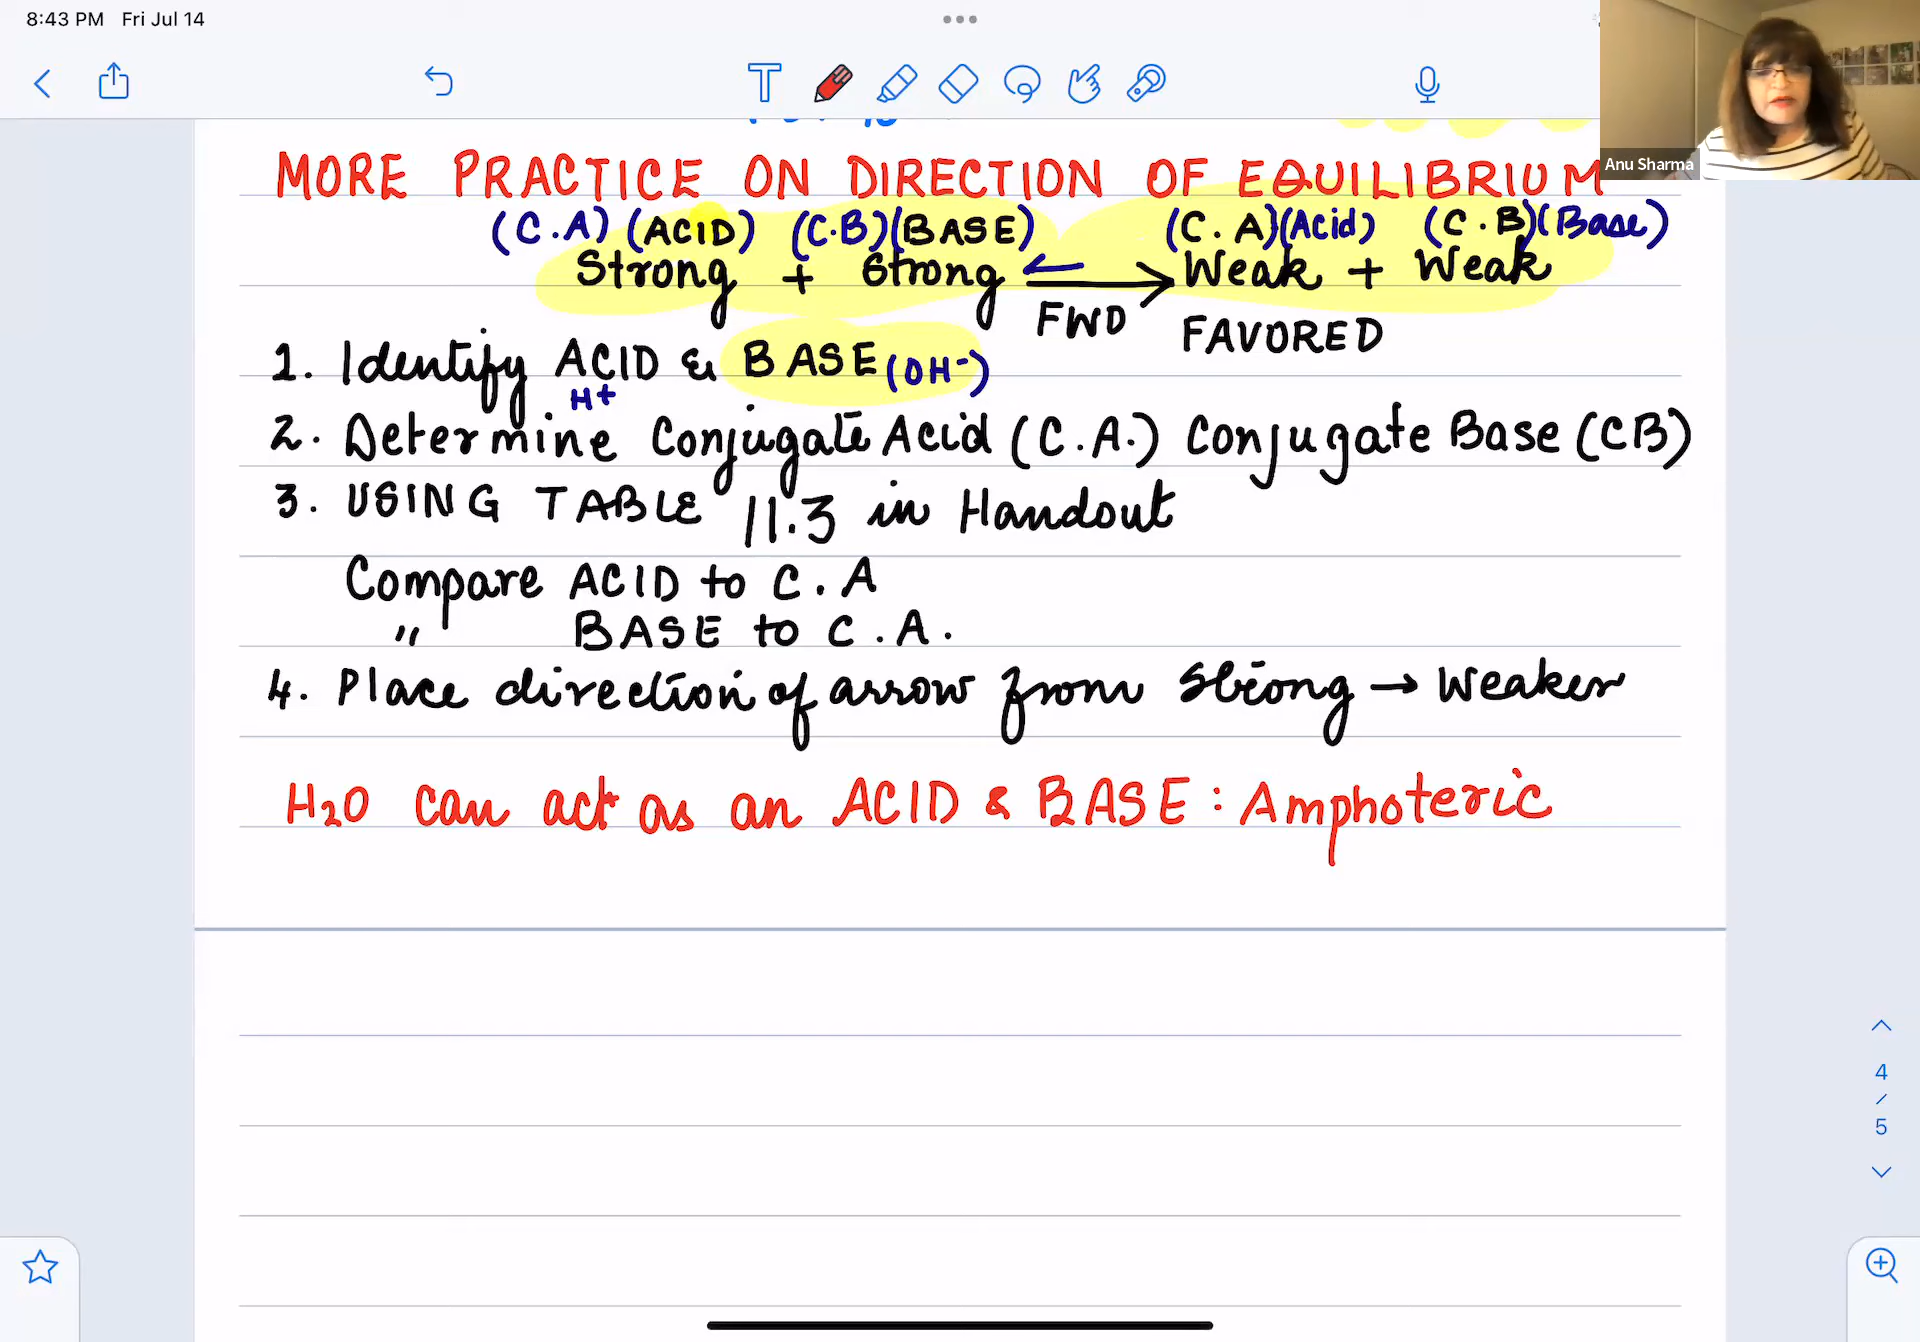 8:43 PM Fri Jul 14
Anu Sharma
MORE PRACTICE ON DIRECTION OF EQUILIBRIUM
(C.A) (ACID) (C.B) (BASE) (C.A) (Acid) (C.B) (Base)
Strong + Strong ⇄ Weak + Weak
FWD FAVORED
1. Identify ACID & BASE (OH-)
H+
2. Determine Conjugate Acid (C.A.) Conjugate Base (CB)
3. USING TABLE 11.3 in Handout
Compare ACID to C.A
" BASE to C.A.
4. Place direction of arrow from Strong → Weaker
H2O can act as an ACID & BASE : Amphoteric
4
/
5